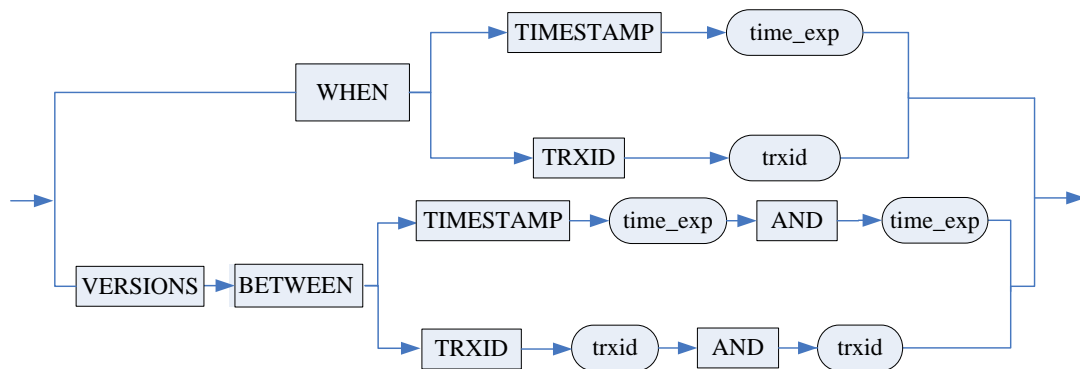 TIMESTAMP time_exp
WHEN
TRXID trxid
TIMESTAMP time_exp AND time_exp
VERSIONS BETWEEN
TRXID trxid AND trxid